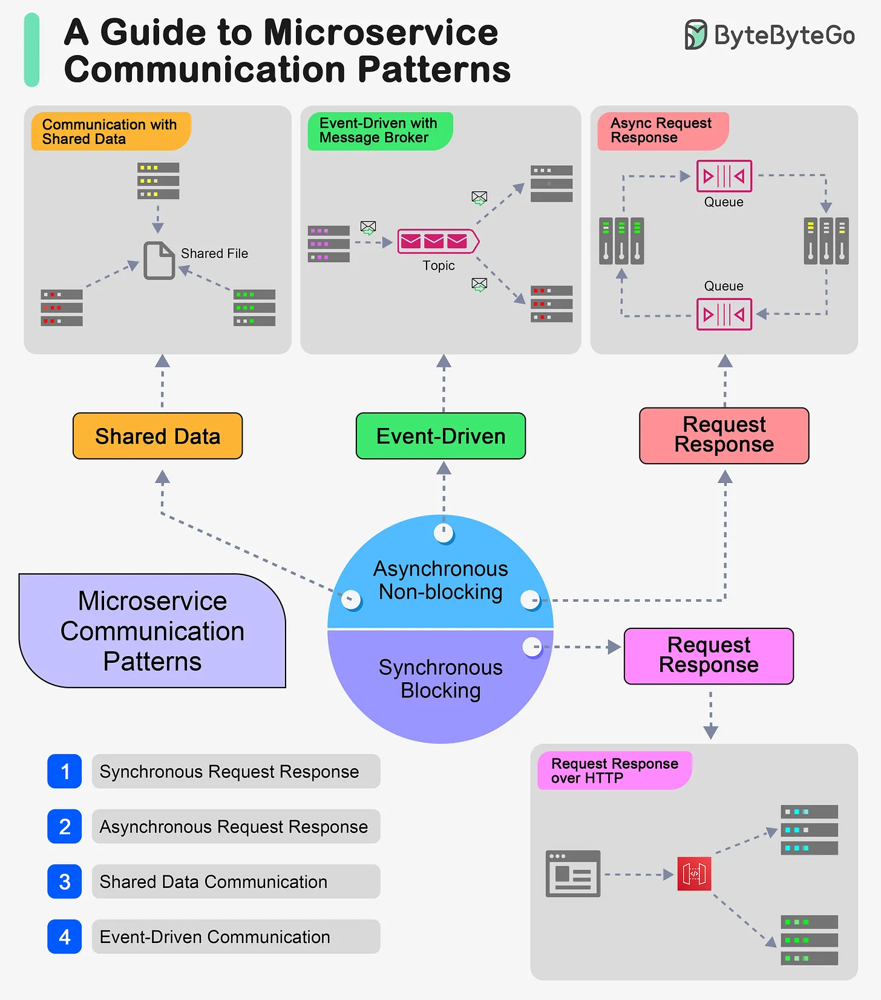 A Guide to Microservice
Communication Patterns
ByteByteGo
Communication with
Shared Data
Shared File
Event-Driven with
Message Broker
Topic
Async Request
Response
Queue
Queue
Shared Data
Event-Driven
Request
Response
Microservice
Communication
Patterns
Asynchronous
Non-blocking
Synchronous
Blocking
Request
Response
1 Synchronous Request Response
2 Asynchronous Request Response
3 Shared Data Communication
4 Event-Driven Communication
Request Response
over HTTP